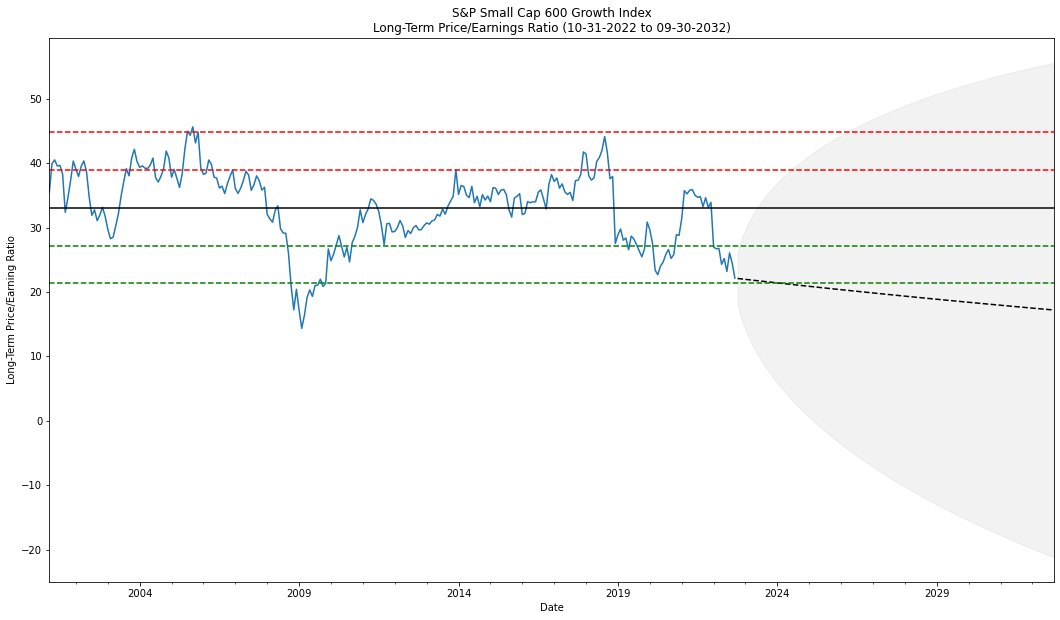 S&P Small Cap 600 Growth Index
Long-Term Price/Earnings Ratio (10-31-2022 to 09-30-2032)
Long-Term Price/Earning Ratio
50
40
30
20
10
0
−10
−20
2004 2009 2014 2019 2024 2029
Date